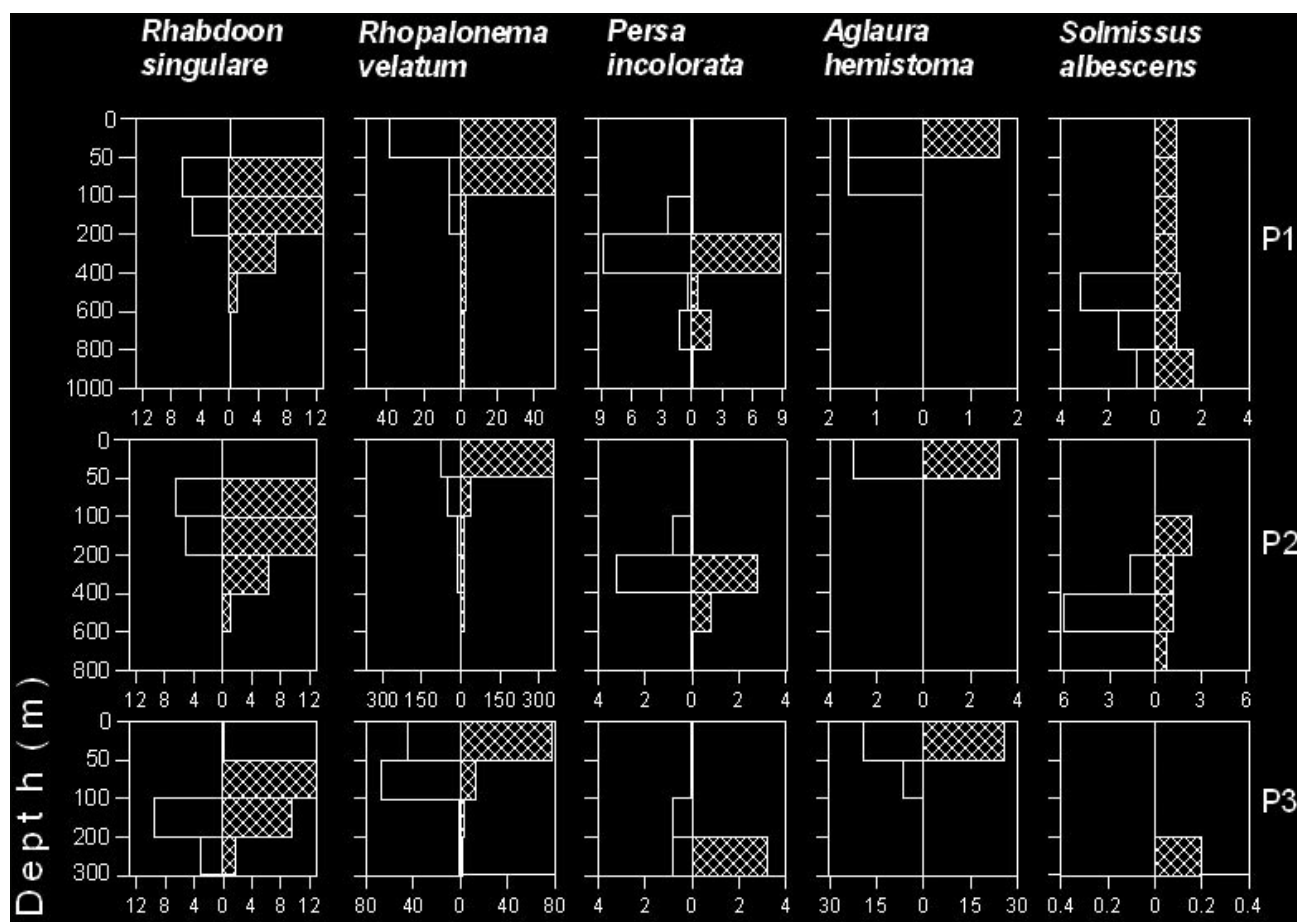 Rhabdoon singulare
Rhopalonema velatum
Persa incolorata
Aglaura hemistoma
Solmissus albescens
0
50
100
200
400
600
800
1000
P1
12 8 4 0 4 8 12
40 20 0 20 40
9 6 3 0 3 6 9
2 1 0 1 2
4 2 0 2 4
0
50
100
200
400
600
800
P2
12 8 4 0 4 8 12
300 150 0 150 300
4 2 0 2 4
4 2 0 2 4
6 3 0 3 6
0
50
100
200
300
P3
12 8 4 0 4 8 12
80 40 0 40 80
4 2 0 2 4
30 15 0 15 30
0.4 0.2 0 0.2 0.4
Depth (m)